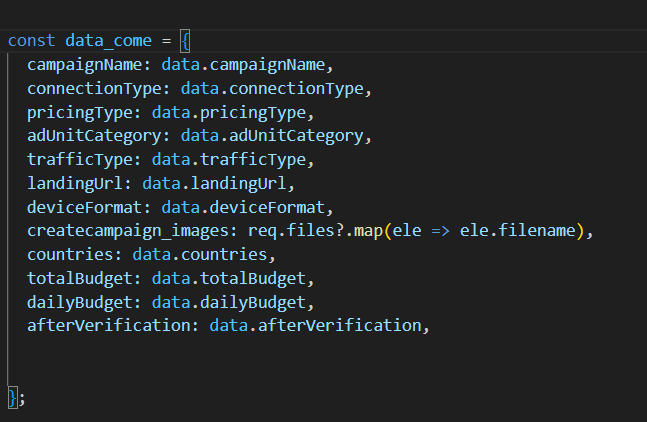 const data_come = {
campaignName: data.campaignName,
connectionType: data.connectionType,
pricingType: data.pricingType,
adUnitCategory: data.adUnitCategory,
trafficType: data.trafficType,
landingUrl: data.landingUrl,
deviceFormat: data.deviceFormat,
createcampaign_images: req.files?.map(ele => ele.filename),
countries: data.countries,
totalBudget: data.totalBudget,
dailyBudget: data.dailyBudget,
afterVerification: data.afterVerification,
};